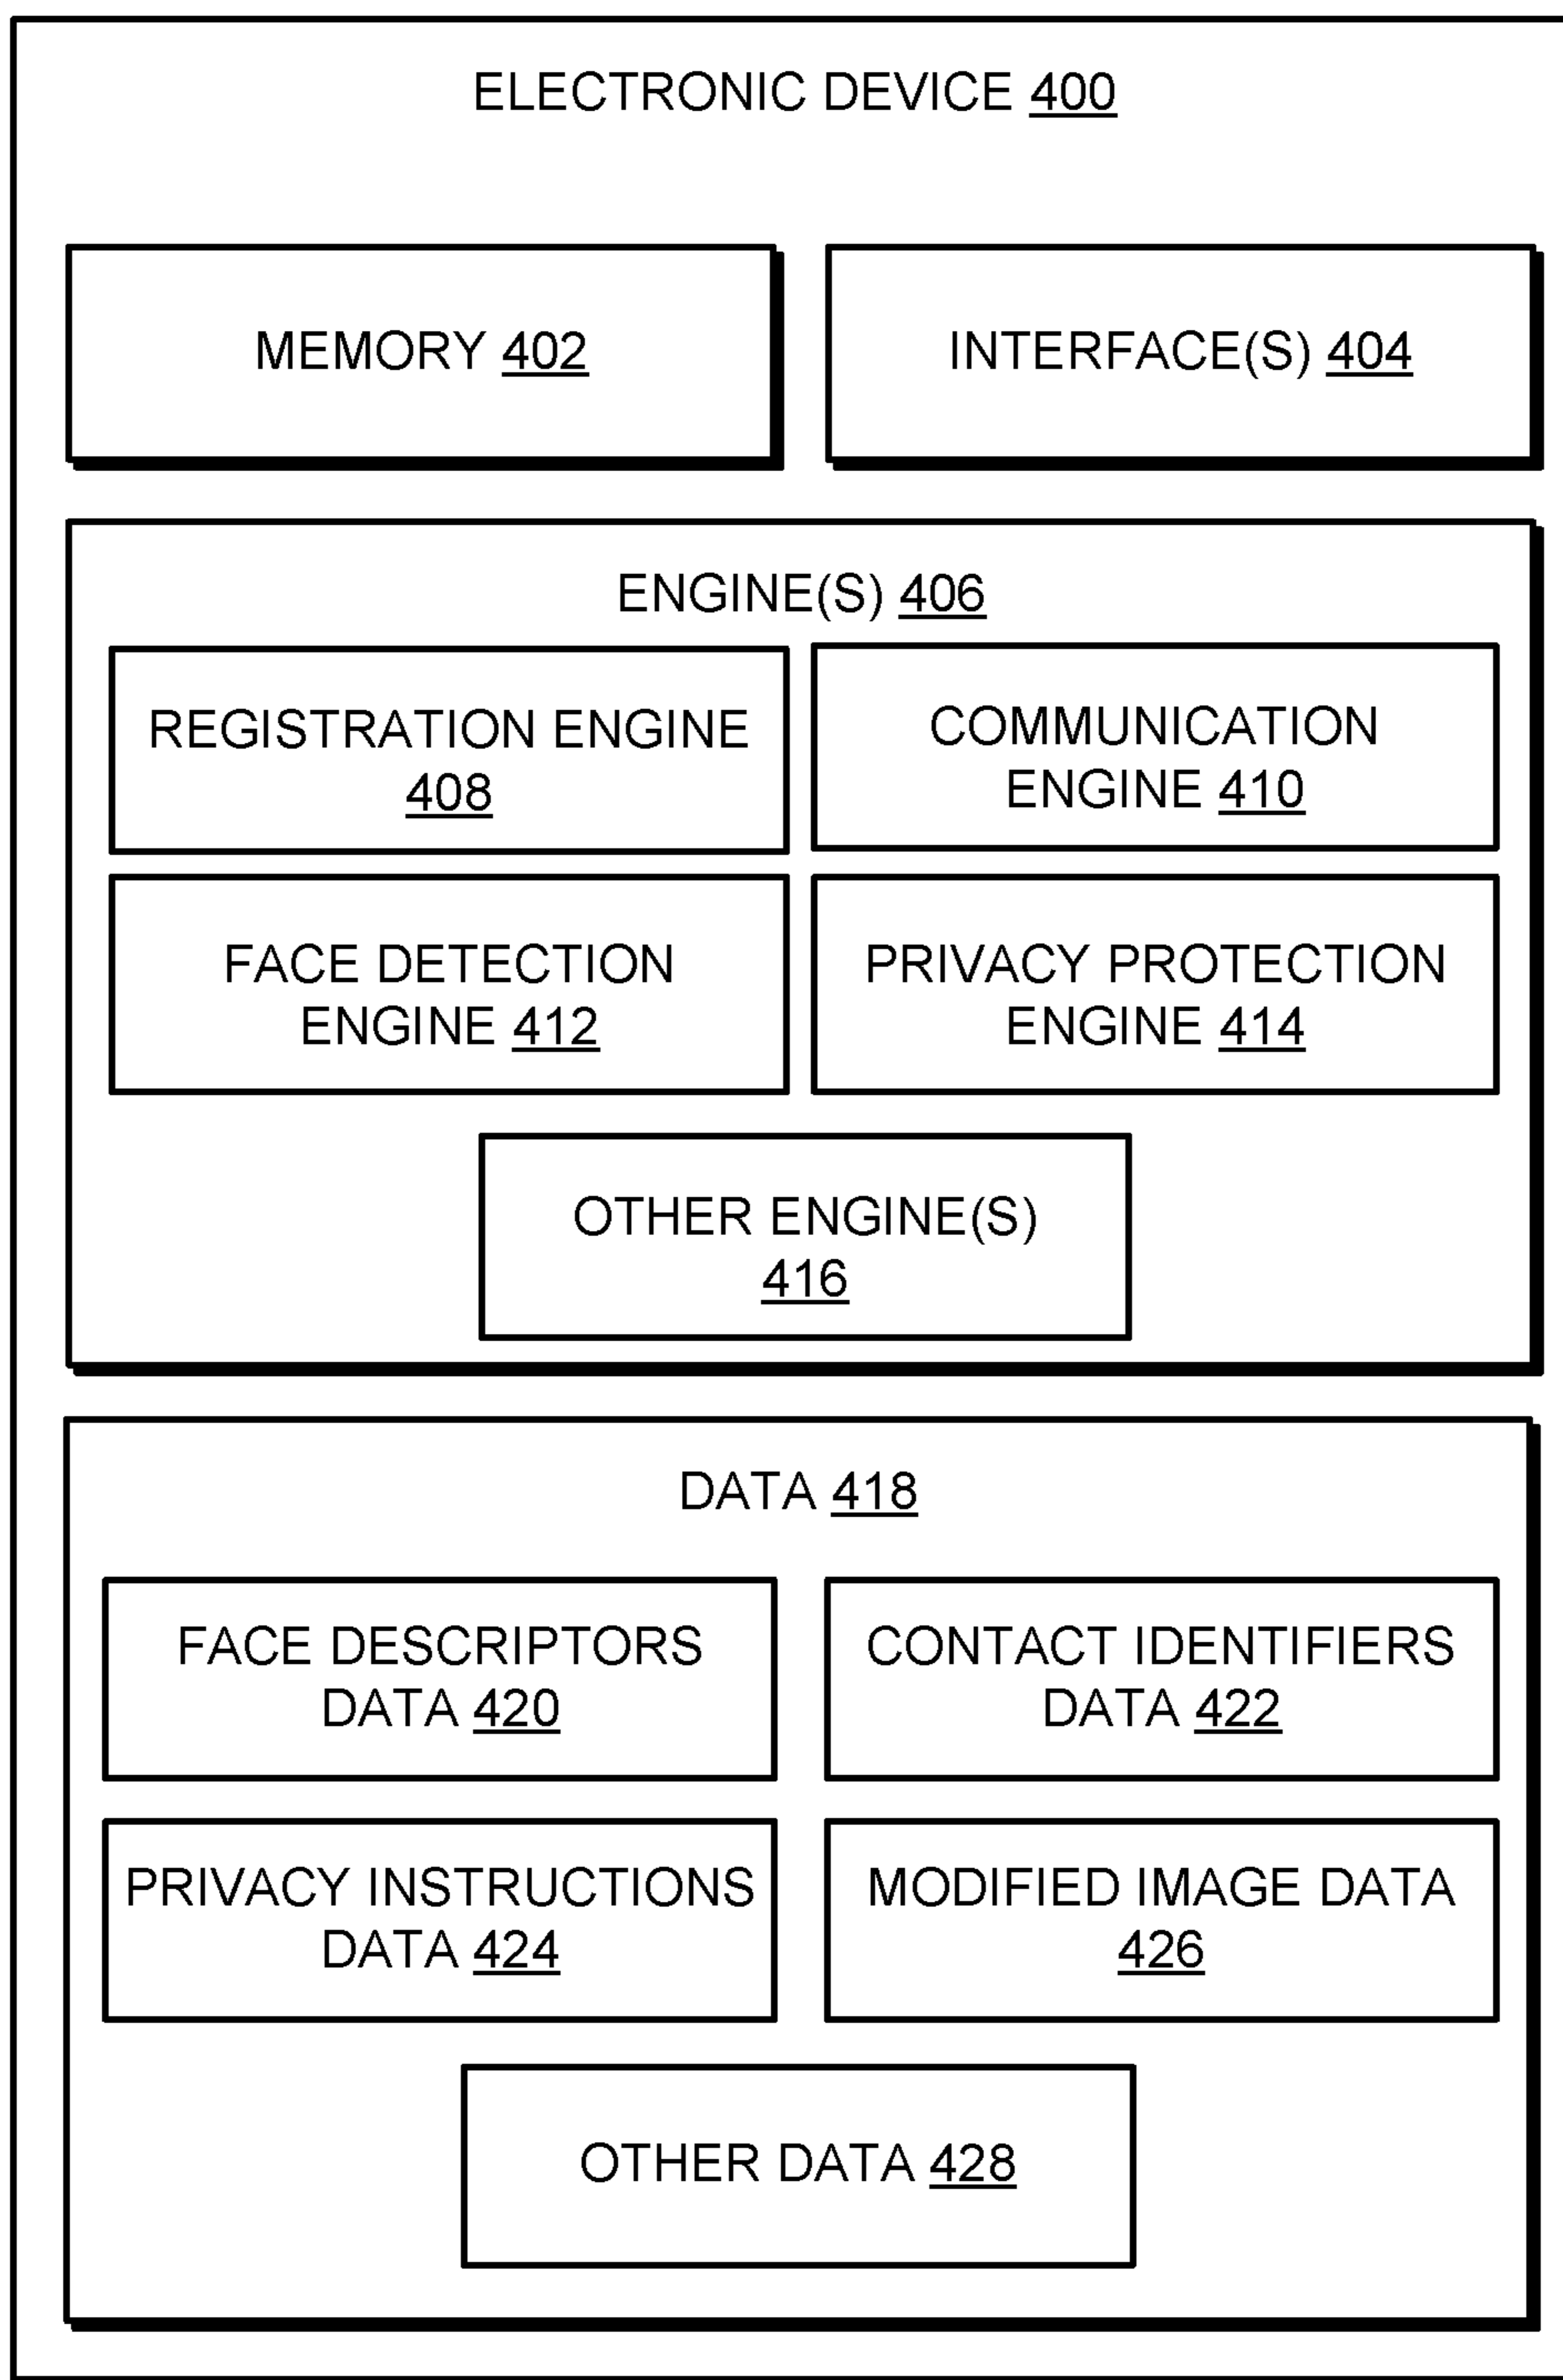 ELECTRONIC DEVICE 400
MEMORY 402
INTERFACE(S) 404
ENGINE(S) 406
REGISTRATION ENGINE
408
COMMUNICATION
ENGINE 410
FACE DETECTION
ENGINE 412
PRIVACY PROTECTION
ENGINE 414
OTHER ENGINE(S)
416
DATA 418
FACE DESCRIPTORS
DATA 420
CONTACT IDENTIFIERS
DATA 422
PRIVACY INSTRUCTIONS
DATA 424
MODIFIED IMAGE DATA
426
OTHER DATA 428